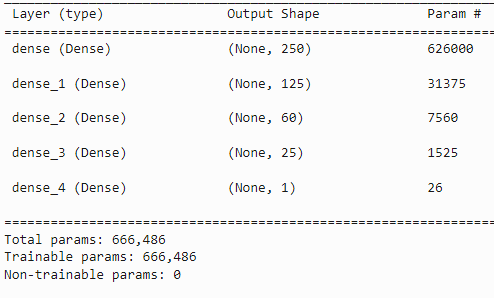 Layer (type) Output Shape Param #
=================================================================
dense (Dense) (None, 250) 626000
dense_1 (Dense) (None, 125) 31375
dense_2 (Dense) (None, 60) 7560
dense_3 (Dense) (None, 25) 1525
dense_4 (Dense) (None, 1) 26
=================================================================
Total params: 666,486
Trainable params: 666,486
Non-trainable params: 0